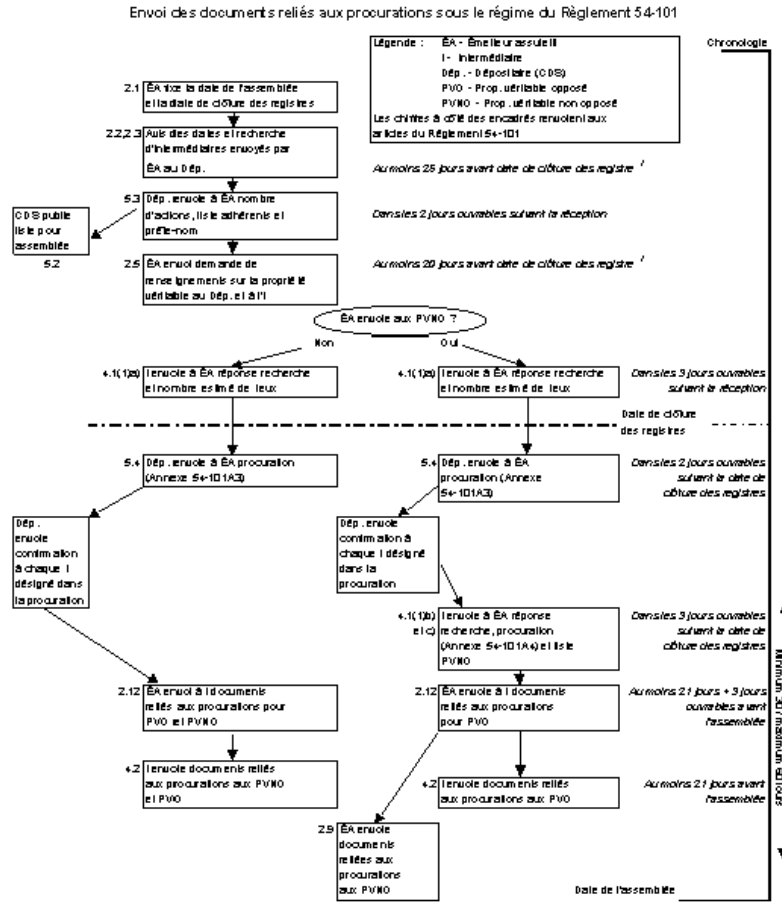 Envoi des documents reliés aux procurations sous le régime du Règlement 54-101
Légende : ÉA - Émetteur assujetti
I - Intermédiaire
Dép. - Dépositaire (CDS)
PVO - Prop. véritable opposé
PVNO - Prop. véritable non opposé
Les chiffres à côté des encadrés renvoient aux
articles du Règlement 54-101
Chronologie
2.1 ÉA fixe la date de l'assemblée
et la date de clôture des registres
2.2, 2.3 Avis des dates et recherche
d'intermédiaires envoyés par
ÉA au Dép.
Au moins 25 jours avant date de clôture des registre
5.3 Dép. envoie à ÉA nombre
d'actions, liste adhérents et
prête-nom
Dans les 2 jours ouvrables suivant la réception
CDS publie
liste pour
assemblée
5.2
2.5 ÉA envoi demande de
renseignements sur la propriété
véritable au Dép. et à l'I
Au moins 20 jours avant date de clôture des registre
ÉA envoie aux PVNO ?
Non
Oui
4.1(1)a) I envoie à ÉA réponse recherche
et nombre estimé de jeux
4.1(1)a) I envoie à ÉA réponse recherche
et nombre estimé de jeux
Dans les 3 jours ouvrables
suivant la réception
Date de clôture
des registres
5.4 Dép. envoie à ÉA procuration
(Annexe 54-101A3)
5.4 Dép. envoie à ÉA
procuration (Annexe
54-101A3)
Dans les 2 jours ouvrables
suivant la date de
clôture des registres
Dép.
envoie
confirmation
à chaque I
désigné dans
la procuration
Dép. envoie
confirmation à
chaque I désigné
dans la
procuration
4.1(1)b)
et c)
I envoie à ÉA réponse
recherche, procuration
(Annexe 54-101A4) et liste
PVNO
Dans les 3 jours ouvrables
suivant la date de
clôture des registres
2.12 ÉA envoi à I documents
reliés aux procurations pour
PVO et PVNO
2.12 ÉA envoie à I documents
reliés aux procurations
pour PVO
Au moins 21 jours + 3 jours
ouvrables avant
l'assemblée
4.2 I envoie documents reliés
aux procurations aux PVNO
et PVO
4.2 I envoie documents reliés
aux procurations aux PVO
Au moins 21 jours avant
l'assemblée
2.9 ÉA envoie
documents
reliées aux
procurations
aux PVNO
Date de l'assemblée
Minimum 30 / maximum 60 jours